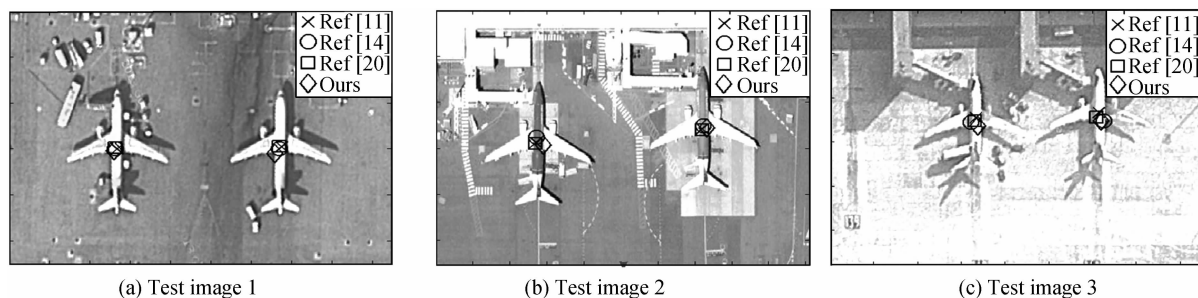 × Ref [11]
○ Ref [14]
□ Ref [20]
◇ Ours
× Ref [11]
○ Ref [14]
□ Ref [20]
◇ Ours
× Ref [11]
○ Ref [14]
□ Ref [20]
◇ Ours
139
(a) Test image 1
(b) Test image 2
(c) Test image 3